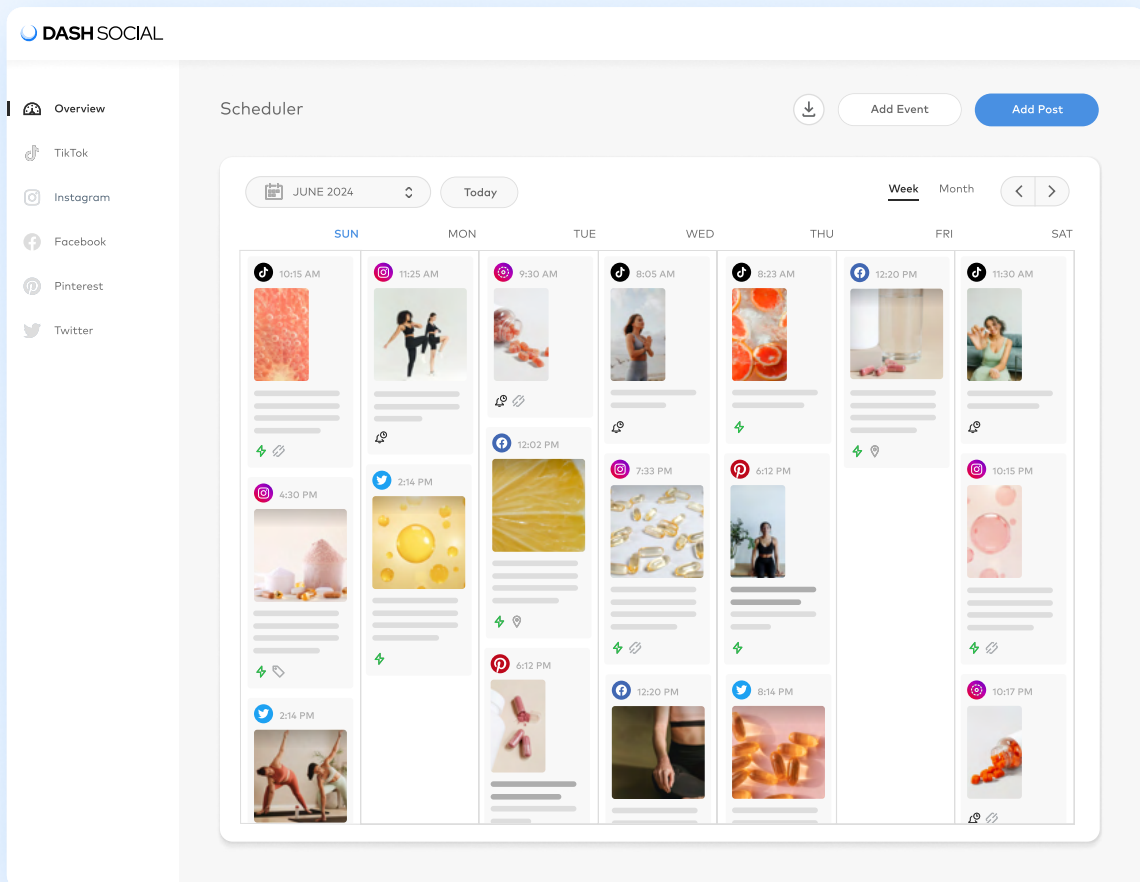 DASH SOCIAL
Overview
TikTok
Instagram
Facebook
Pinterest
Twitter
Scheduler
Add Event
Add Post
JUNE 2024
Today
Week
Month
SUN
MON
TUE
WED
THU
FRI
SAT
10:15 AM
4:30 PM
2:14 PM
11:25 AM
2:14 PM
9:30 AM
12:02 PM
6:12 PM
8:05 AM
7:33 PM
12:20 PM
8:23 AM
6:12 PM
8:14 PM
12:20 PM
11:30 AM
10:15 PM
10:17 PM